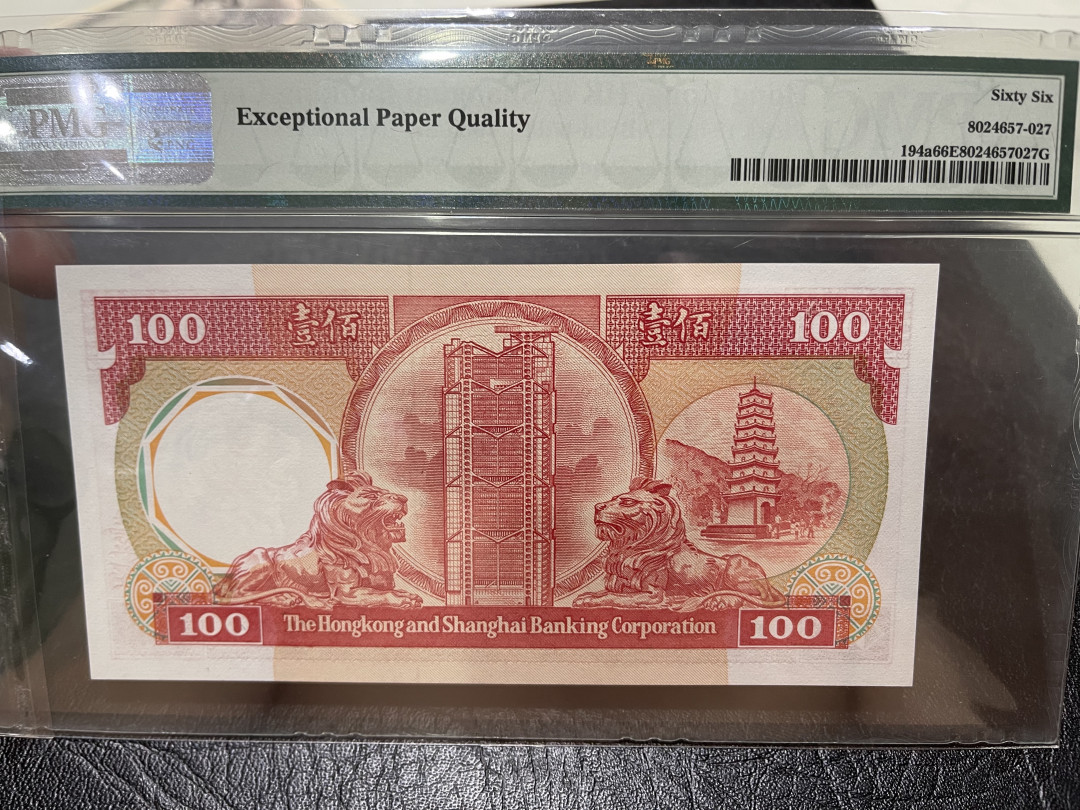 PMG
Exceptional Paper Quality
Sixty Six
8024657-027
194a66E8024657027G
100 壹佰 壹佰 100
100 The Hongkong and Shanghai Banking Corporation 100